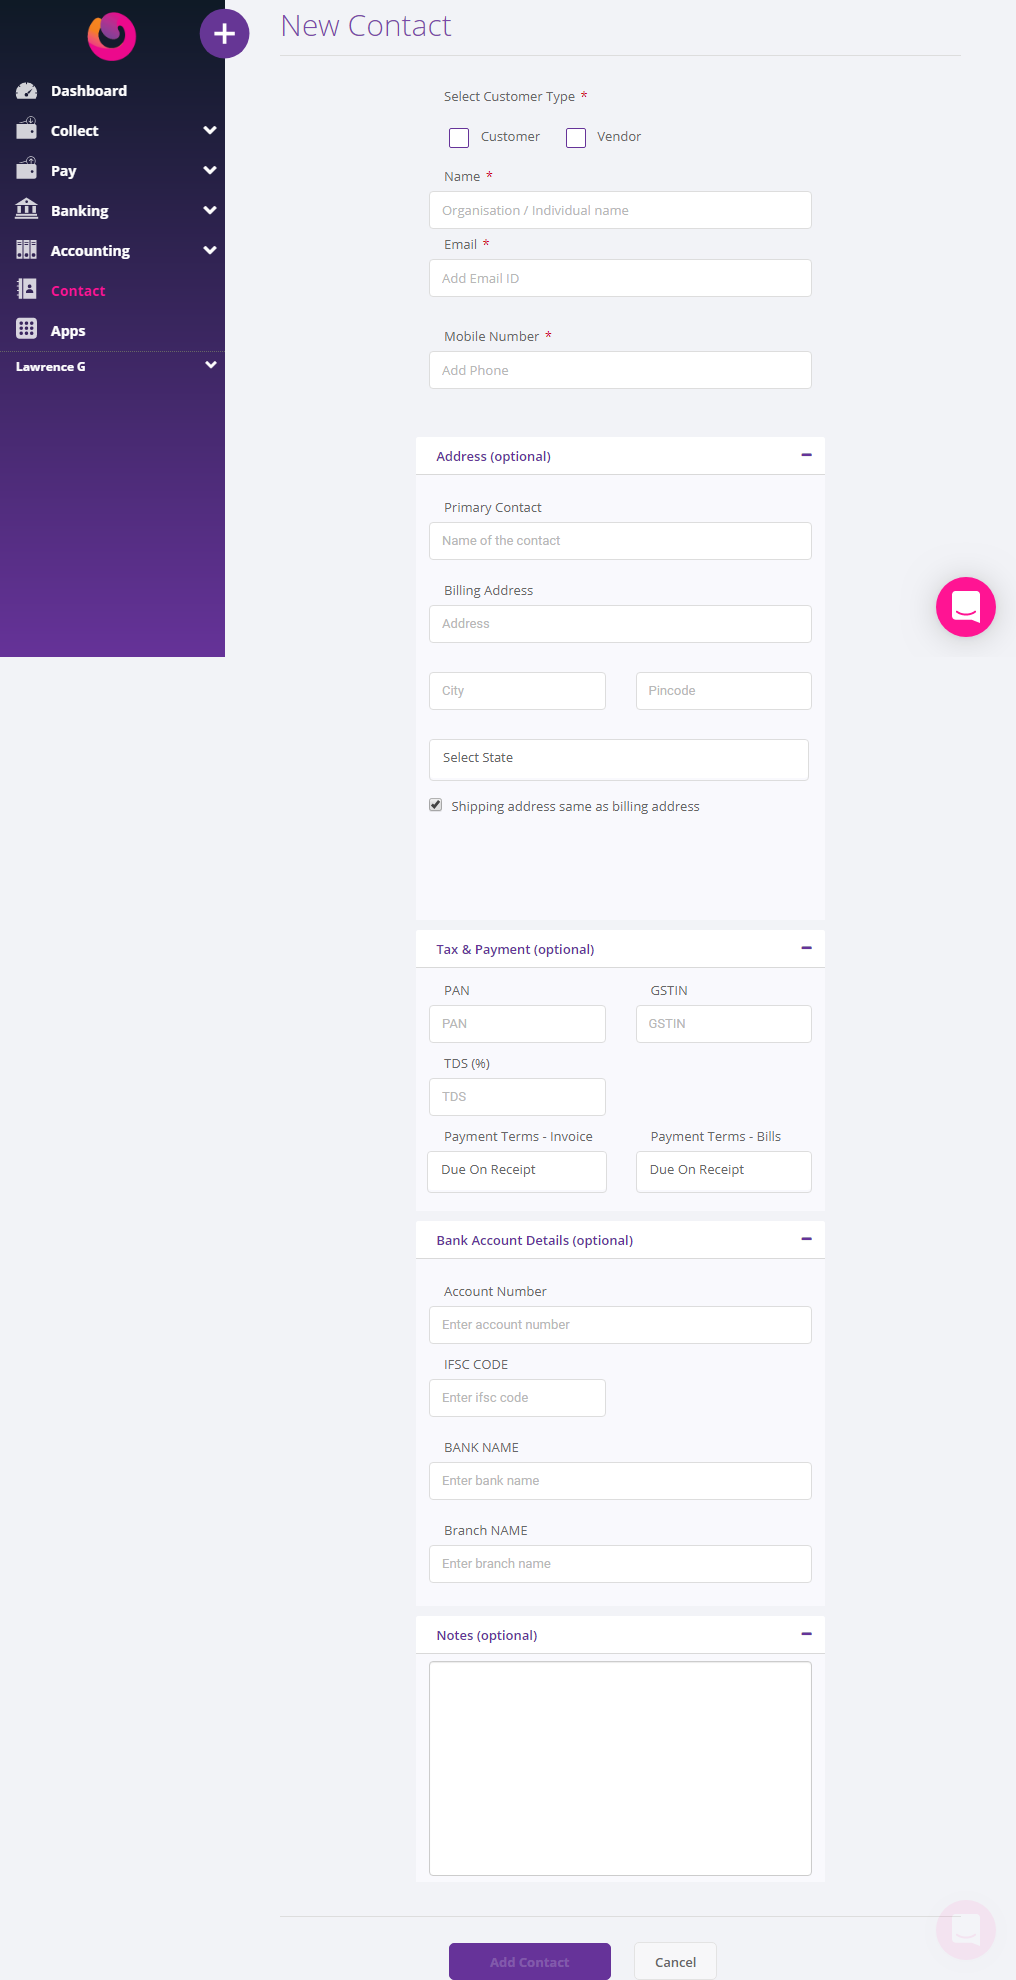 New Contact
Dashboard
Collect
Pay
Banking
Accounting
Contact
Apps
Lawrence G
Select Customer Type *
Customer Vendor
Name *
Organisation / Individual name
Email *
Add Email ID
Mobile Number *
Add Phone
Address (optional)
Primary Contact
Name of the contact
Billing Address
Address
City Pincode
Select State
Shipping address same as billing address
Tax & Payment (optional)
PAN GSTIN
PAN GSTIN
TDS (%)
TDS
Payment Terms - Invoice Payment Terms - Bills
Due On Receipt Due On Receipt
Bank Account Details (optional)
Account Number
Enter account number
IFSC CODE
Enter ifsc code
BANK NAME
Enter bank name
Branch NAME
Enter branch name
Notes (optional)
Add Contact Cancel